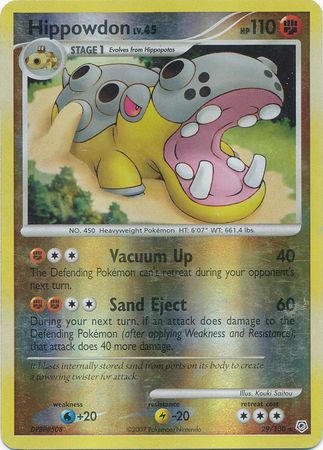 Hippowdon LV.45 HP 110
STAGE 1 Evolves from Hippopotas
NO. 450 Heavyweight Pokémon HT: 6'07" WT: 661.4 lbs.
Vacuum Up 40
The Defending Pokémon can't retreat during your opponent's
next turn.
Sand Eject 60
During your next turn, if an attack does damage to the
Defending Pokémon (after applying Weakness and Resistance),
that attack does 40 more damage.
It blasts internally stored sand from ports on its body to create
a towering twister for attack.
Illus. Kouki Saitou
weakness resistance retreat cost
+20 -20
DPBP#508 ©2007 Pokémon/Nintendo 29/130 ★